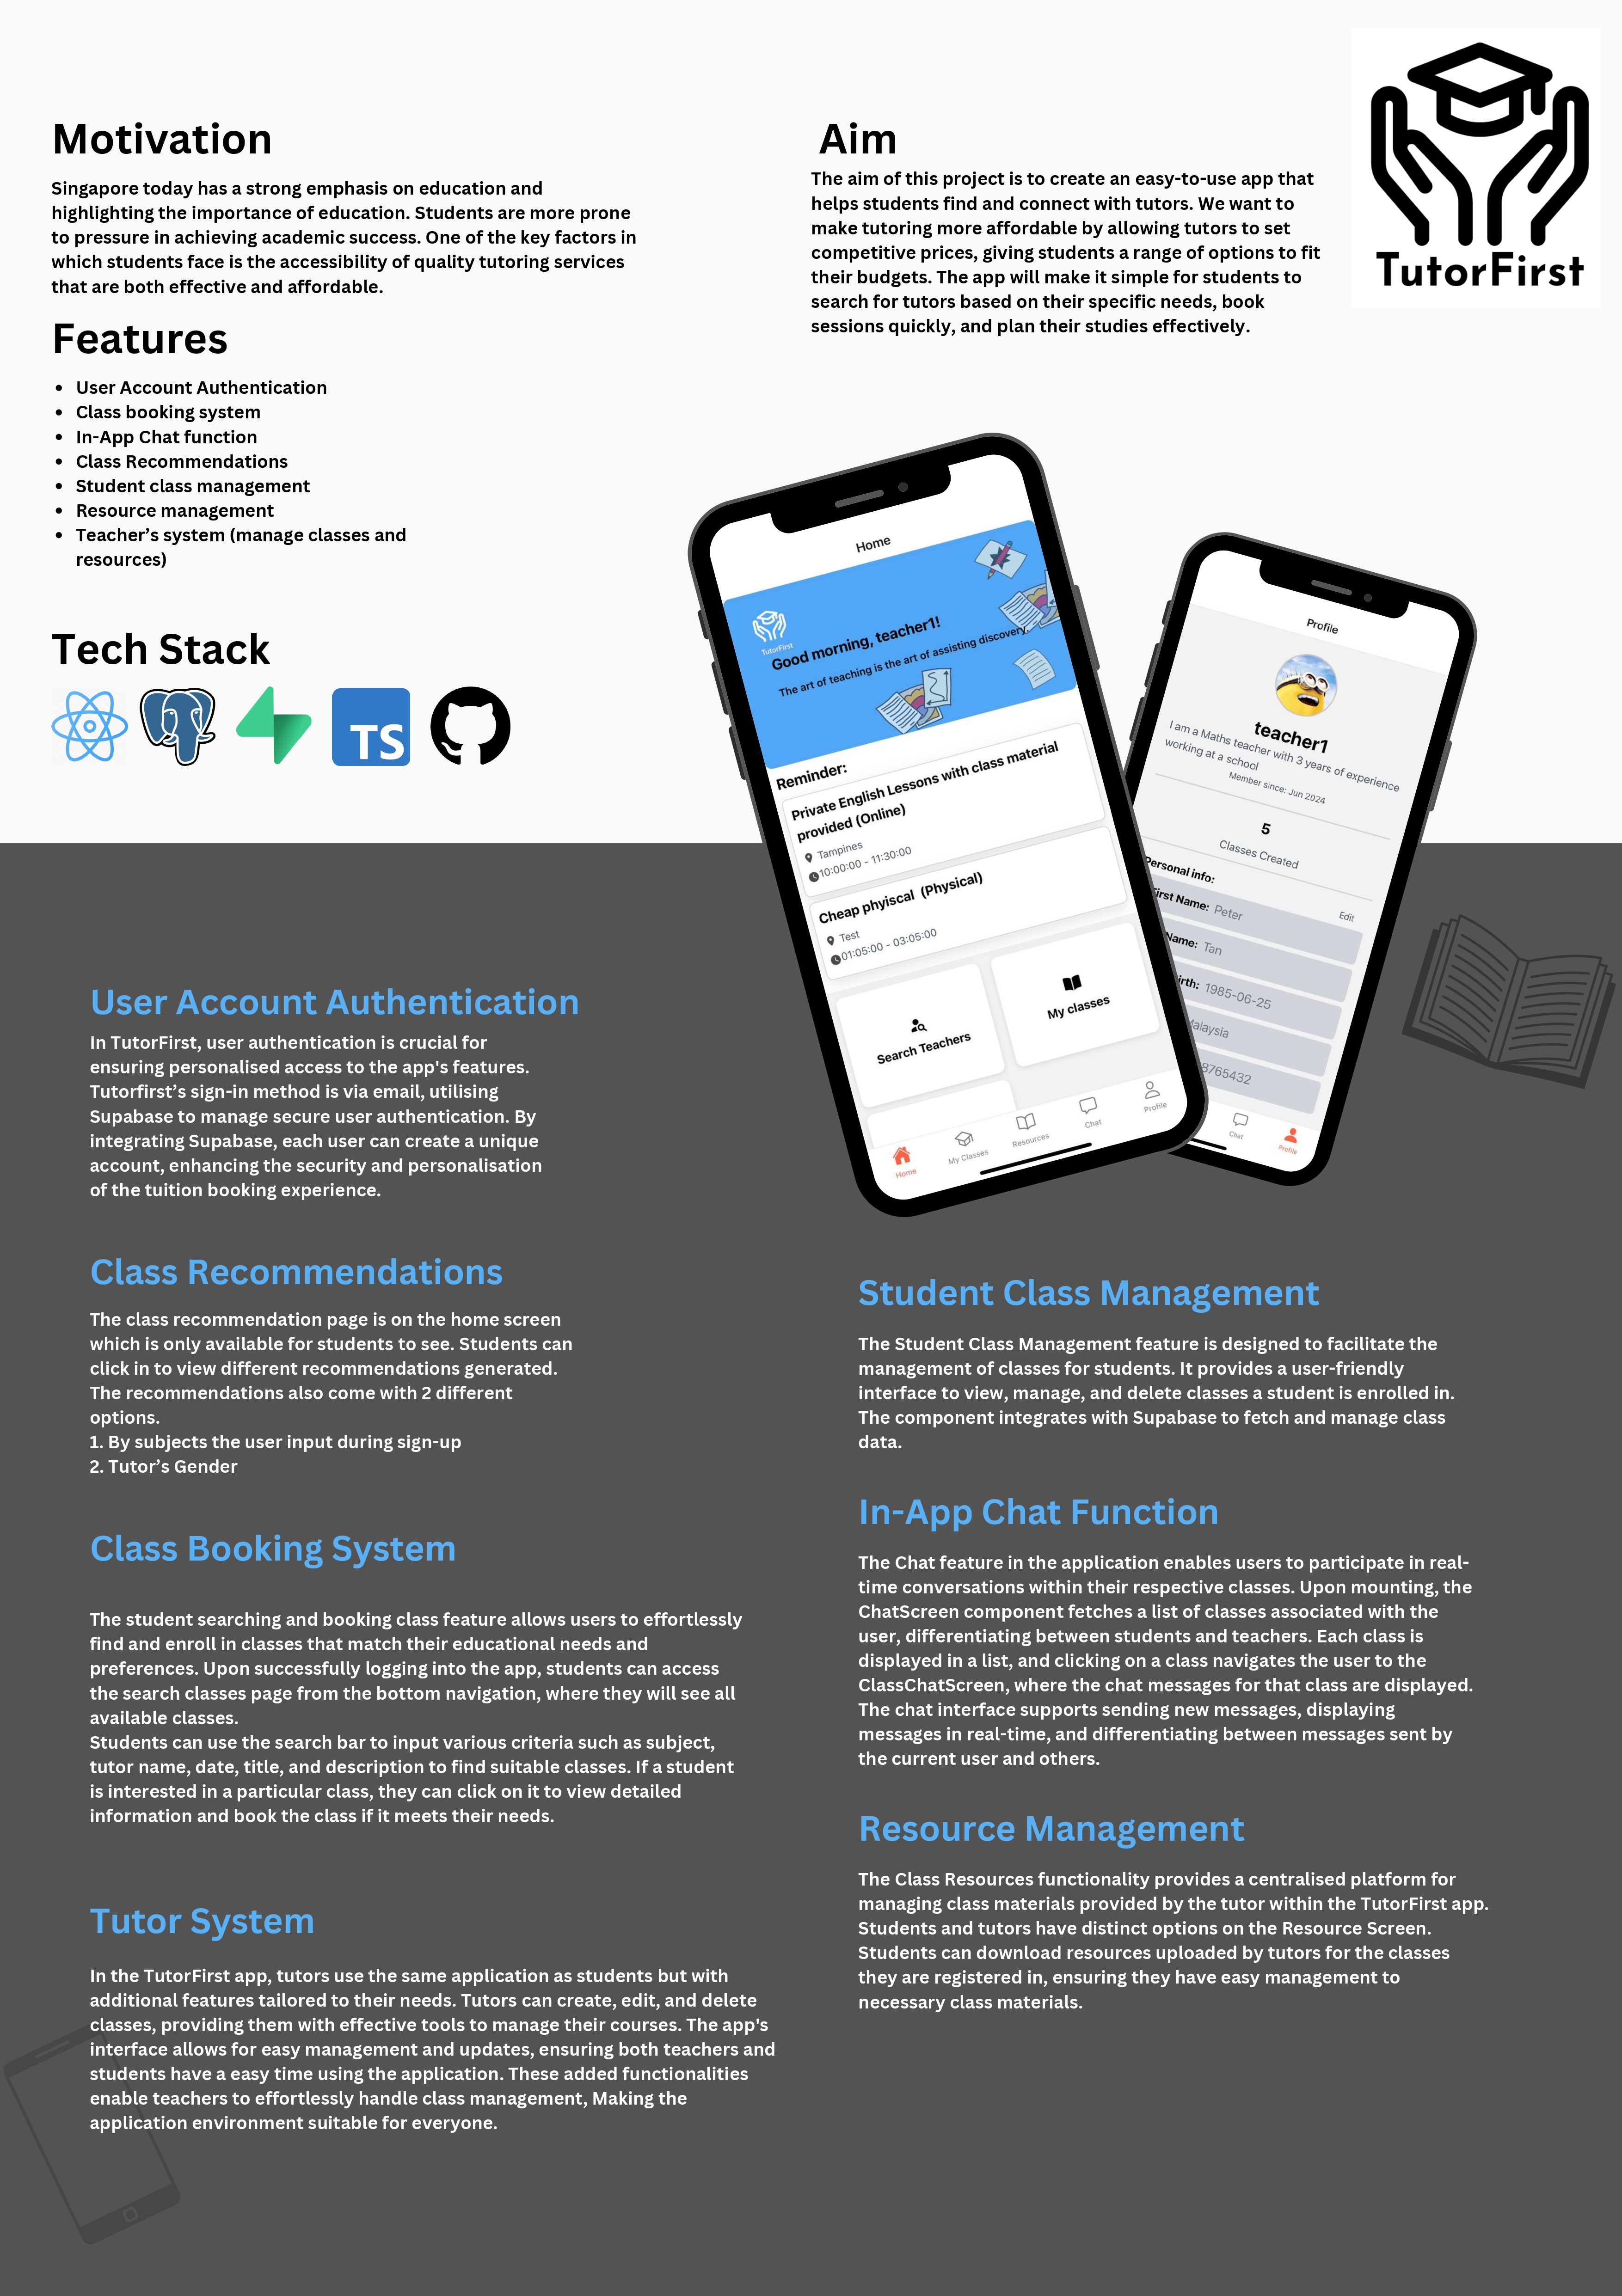 Motivation
Singapore today has a strong emphasis on education and
highlighting the importance of education. Students are more prone
to pressure in achieving academic success. One of the key factors in
which students face is the accessibility of quality tutoring services
that are both effective and affordable.
Aim
The aim of this project is to create an easy-to-use app that
helps students find and connect with tutors. We want to
make tutoring more affordable by allowing tutors to set
competitive prices, giving students a range of options to fit
their budgets. The app will make it simple for students to
search for tutors based on their specific needs, book
sessions quickly, and plan their studies effectively.
TutorFirst
Features
• User Account Authentication
• Class booking system
• In-App Chat function
• Class Recommendations
• Student class management
• Resource management
• Teacher’s system (manage classes and
resources)
Tech Stack
TS
Home
TutorFirst
Good morning, teacher1!
The art of teaching is the art of assisting discovery.
Reminder:
Private English Lessons with class material
provided (Online)
Tampines
10:00:00 - 11:30:00
Cheap phyiscal (Physical)
Test
01:05:00 - 03:05:00
Search Teachers
My classes
Home
My Classes
Resources
Chat
Profile
Profile
teacher1
I am a Maths teacher with 3 years of experience
working at a school
Member since: Jun 2024
5
Classes Created
Personal info:
Edit
First Name: Peter
Name: Tan
irth: 1985-06-25
Malaysia
8765432
Chat
Profile
User Account Authentication
In TutorFirst, user authentication is crucial for
ensuring personalised access to the app's features.
Tutorfirst’s sign-in method is via email, utilising
Supabase to manage secure user authentication. By
integrating Supabase, each user can create a unique
account, enhancing the security and personalisation
of the tuition booking experience.
Class Recommendations
The class recommendation page is on the home screen
which is only available for students to see. Students can
click in to view different recommendations generated.
The recommendations also come with 2 different
options.
1. By subjects the user input during sign-up
2. Tutor’s Gender
Class Booking System
The student searching and booking class feature allows users to effortlessly
find and enroll in classes that match their educational needs and
preferences. Upon successfully logging into the app, students can access
the search classes page from the bottom navigation, where they will see all
available classes.
Students can use the search bar to input various criteria such as subject,
tutor name, date, title, and description to find suitable classes. If a student
is interested in a particular class, they can click on it to view detailed
information and book the class if it meets their needs.
Tutor System
In the TutorFirst app, tutors use the same application as students but with
additional features tailored to their needs. Tutors can create, edit, and delete
classes, providing them with effective tools to manage their courses. The app's
interface allows for easy management and updates, ensuring both teachers and
students have a easy time using the application. These added functionalities
enable teachers to effortlessly handle class management, Making the
application environment suitable for everyone.
Student Class Management
The Student Class Management feature is designed to facilitate the
management of classes for students. It provides a user-friendly
interface to view, manage, and delete classes a student is enrolled in.
The component integrates with Supabase to fetch and manage class
data.
In-App Chat Function
The Chat feature in the application enables users to participate in real-
time conversations within their respective classes. Upon mounting, the
ChatScreen component fetches a list of classes associated with the
user, differentiating between students and teachers. Each class is
displayed in a list, and clicking on a class navigates the user to the
ClassChatScreen, where the chat messages for that class are displayed.
The chat interface supports sending new messages, displaying
messages in real-time, and differentiating between messages sent by
the current user and others.
Resource Management
The Class Resources functionality provides a centralised platform for
managing class materials provided by the tutor within the TutorFirst app.
Students and tutors have distinct options on the Resource Screen.
Students can download resources uploaded by tutors for the classes
they are registered in, ensuring they have easy management to
necessary class materials.